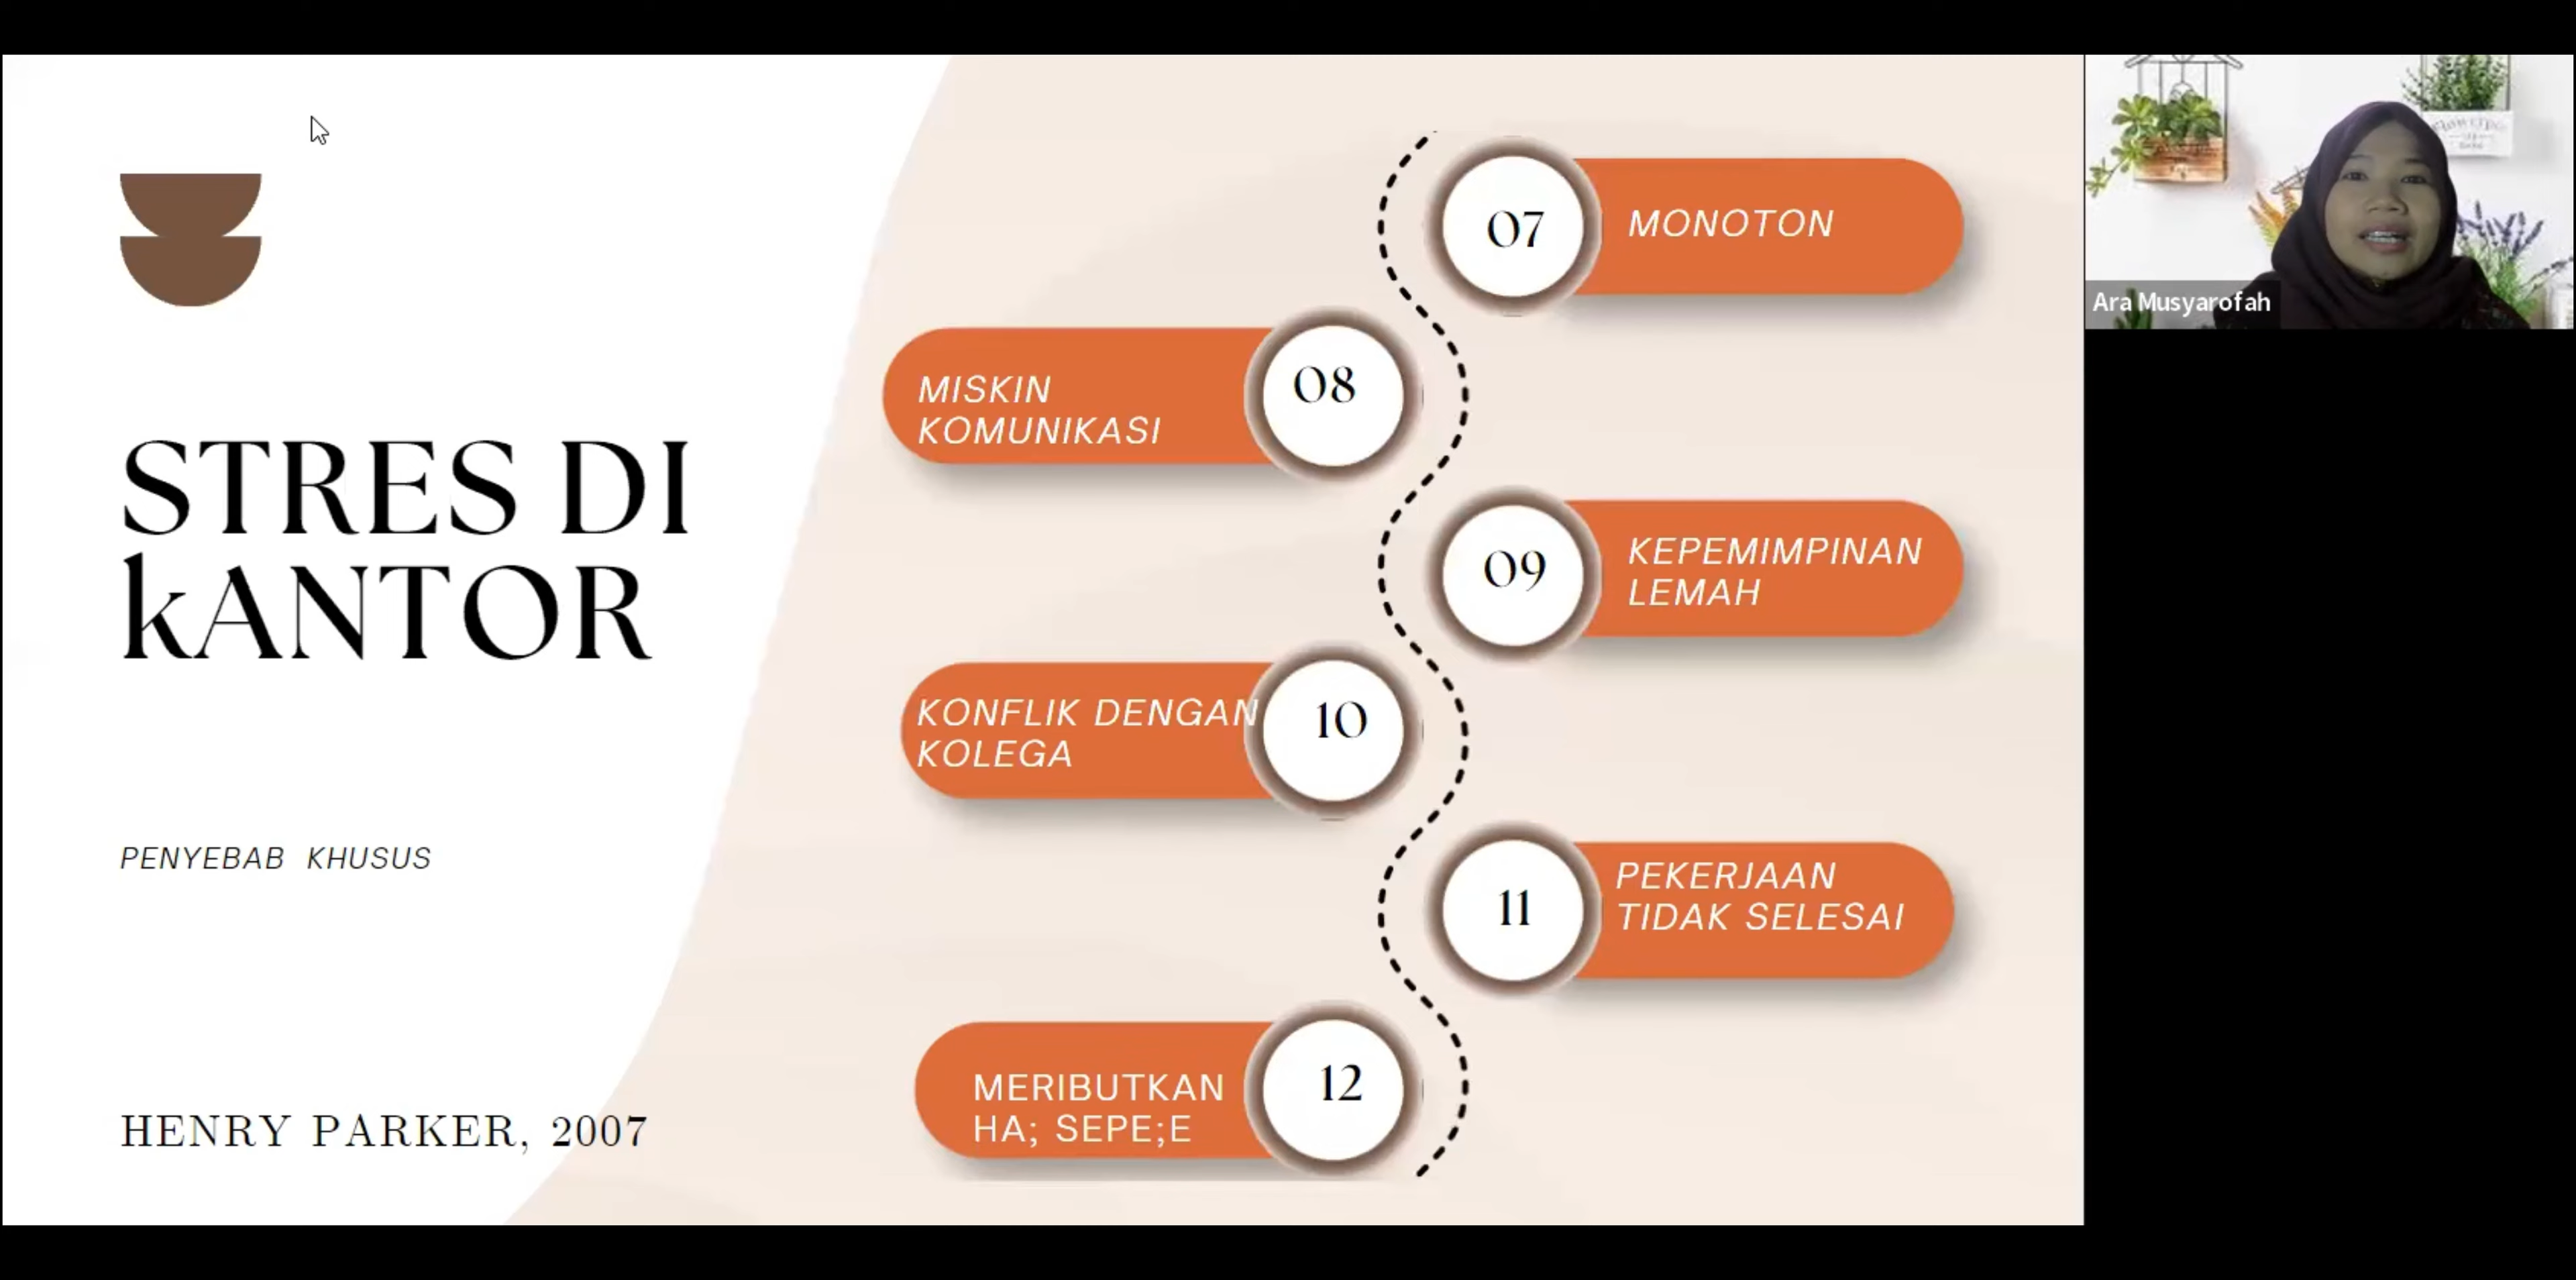 STRES DI
kANTOR
PENYEBAB KHUSUS
HENRY PARKER, 2007
07
MONOTON
08
MISKIN
KOMUNIKASI
09
KEPEMIMPINAN
LEMAH
10
KONFLIK DENGAN
KOLEGA
11
PEKERJAAN
TIDAK SELESAI
12
MERIBUTKAN
HA; SEPE;E
Ara Musyarofah